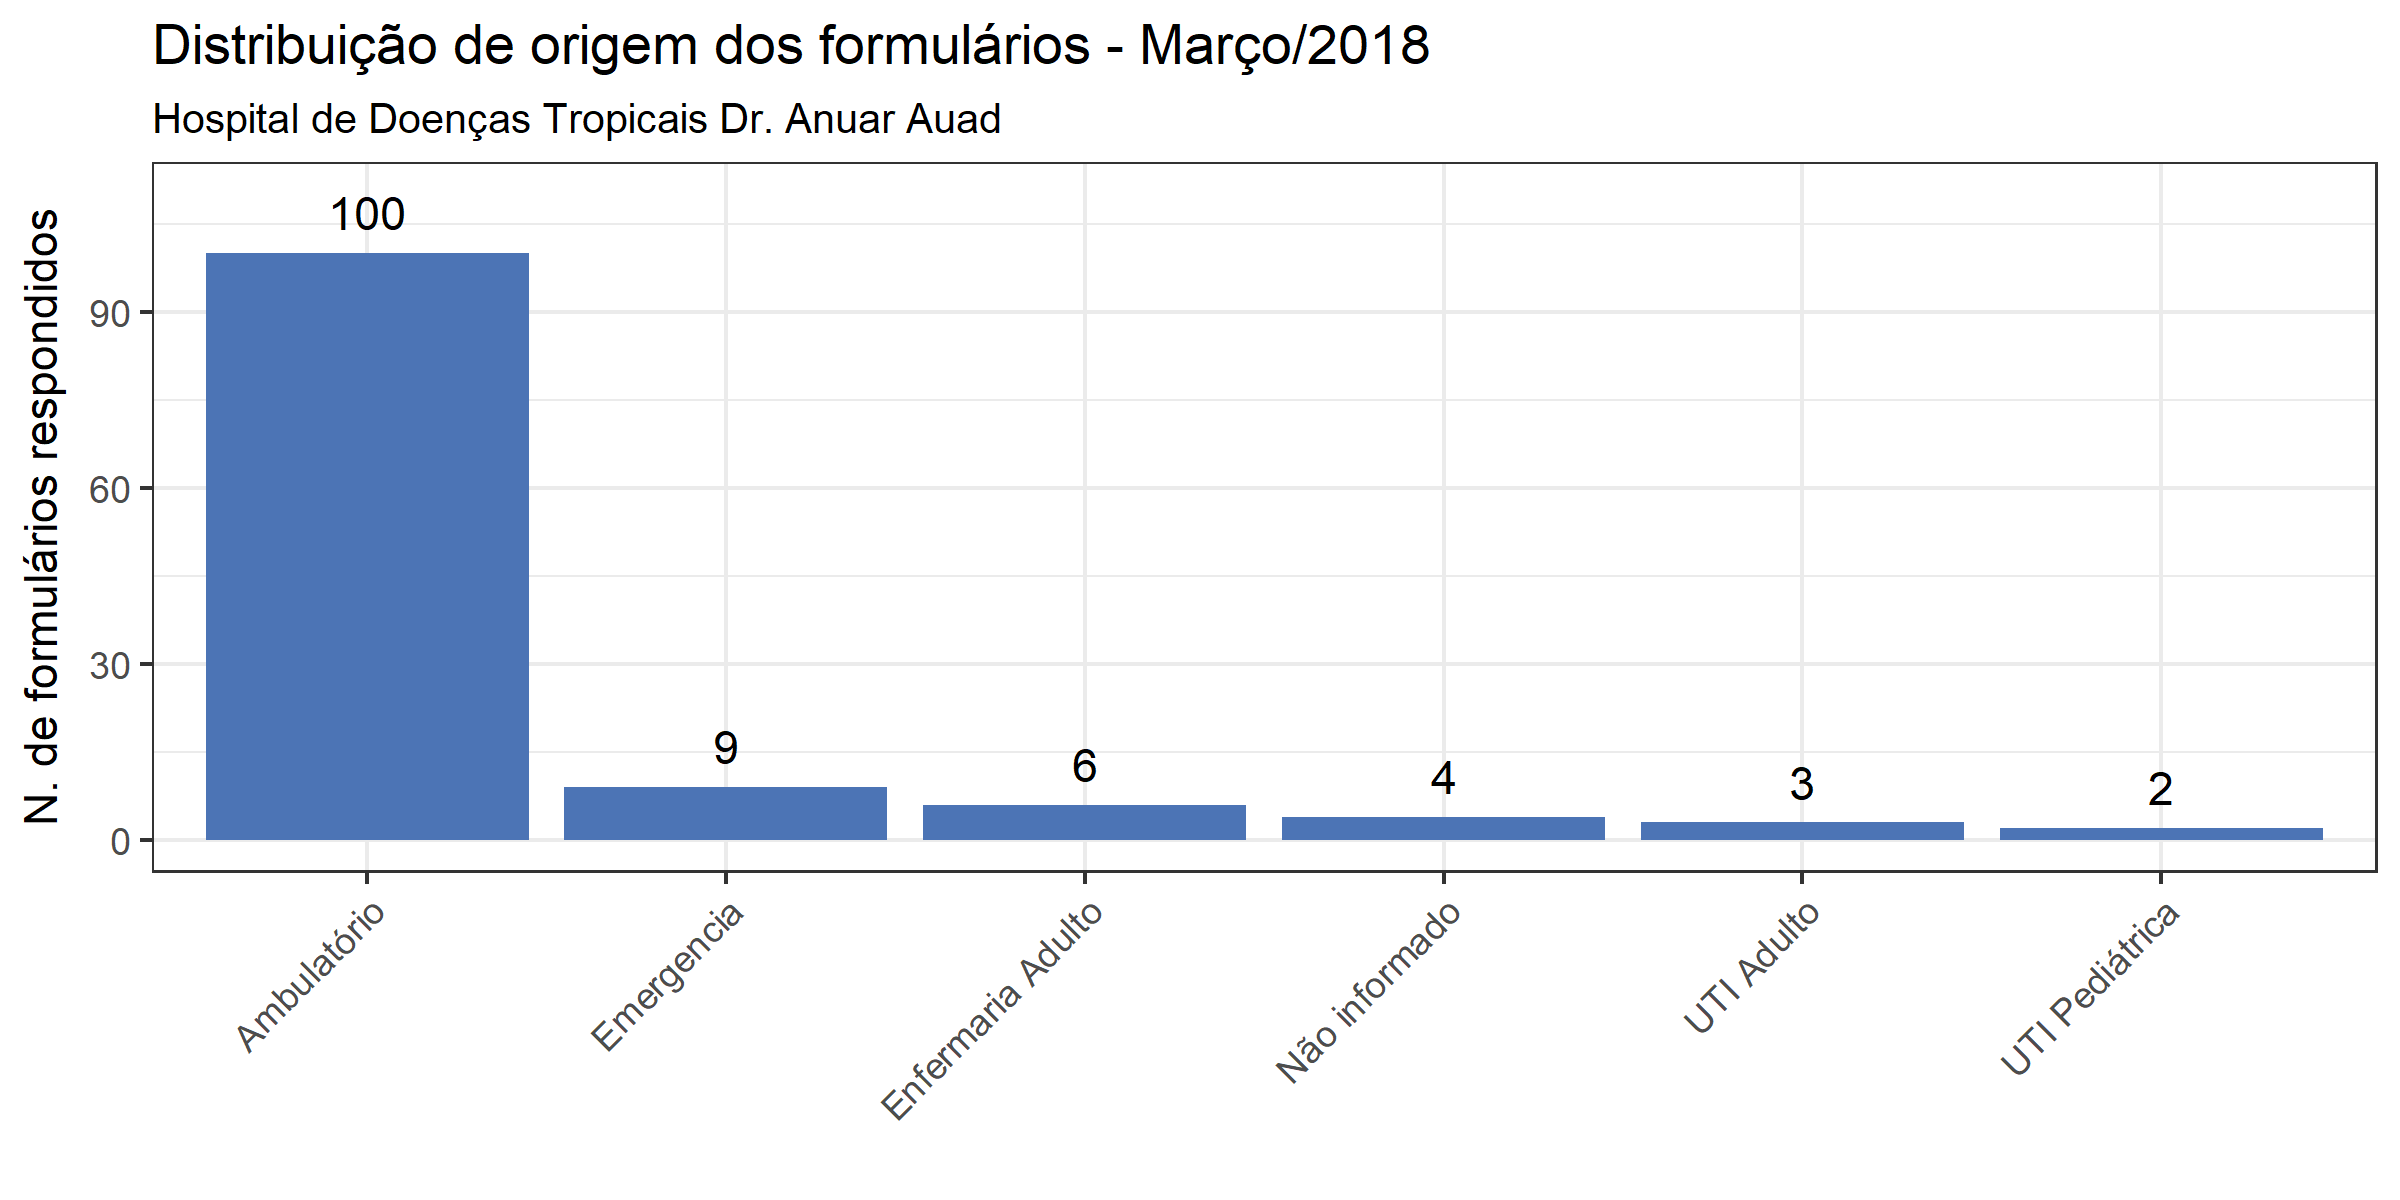 Distribuição de origem dos formulários - Março/2018
Hospital de Doenças Tropicais Dr. Anuar Auad
N. de formulários respondidos
90
60
30
0
100
9
6
4
3
2
Ambulatório
Emergencia
Enfermaria Adulto
Não informado
UTI Adulto
UTI Pediátrica